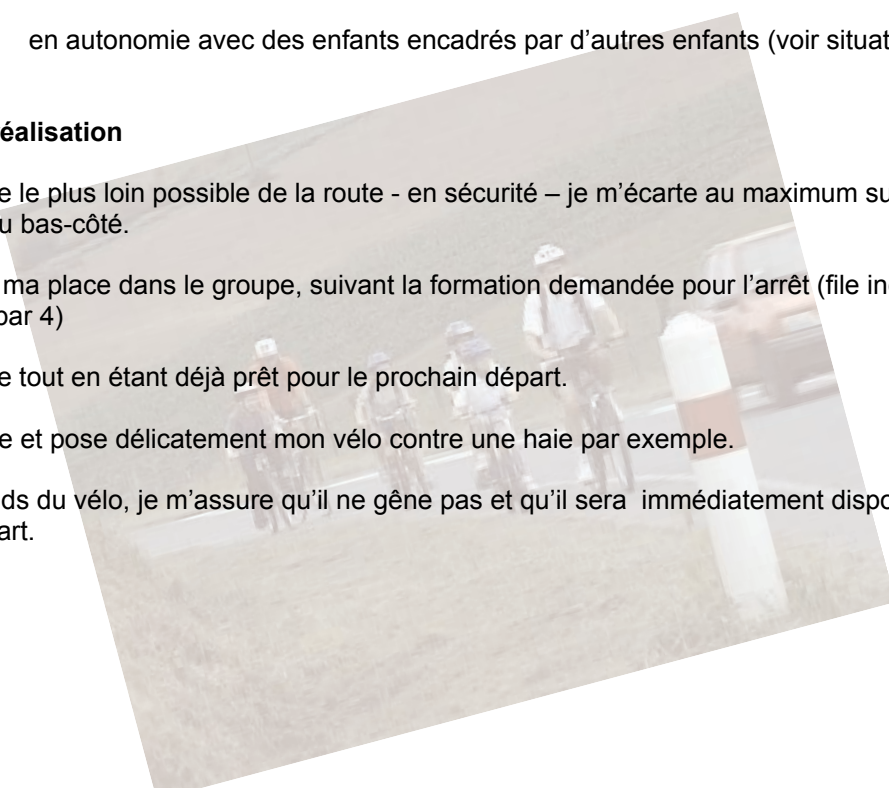 en autonomie avec des enfants encadrés par d’autres enfants (voir situat
éalisation
e le plus loin possible de la route - en sécurité – je m’écarte au maximum su
u bas-côté.
ma place dans le groupe, suivant la formation demandée pour l’arrêt (file in
par 4)
e tout en étant déjà prêt pour le prochain départ.
e et pose délicatement mon vélo contre une haie par exemple.
ds du vélo, je m’assure qu’il ne gêne pas et qu’il sera immédiatement dispo
art.